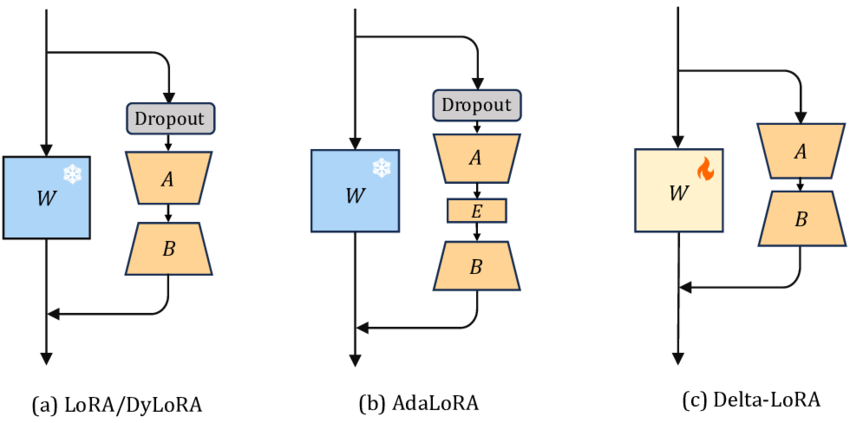 Dropout
W
A
B
(a) LoRA/DyLoRA
Dropout
W
A
E
B
(b) AdaLoRA
W
A
B
(c) Delta-LoRA